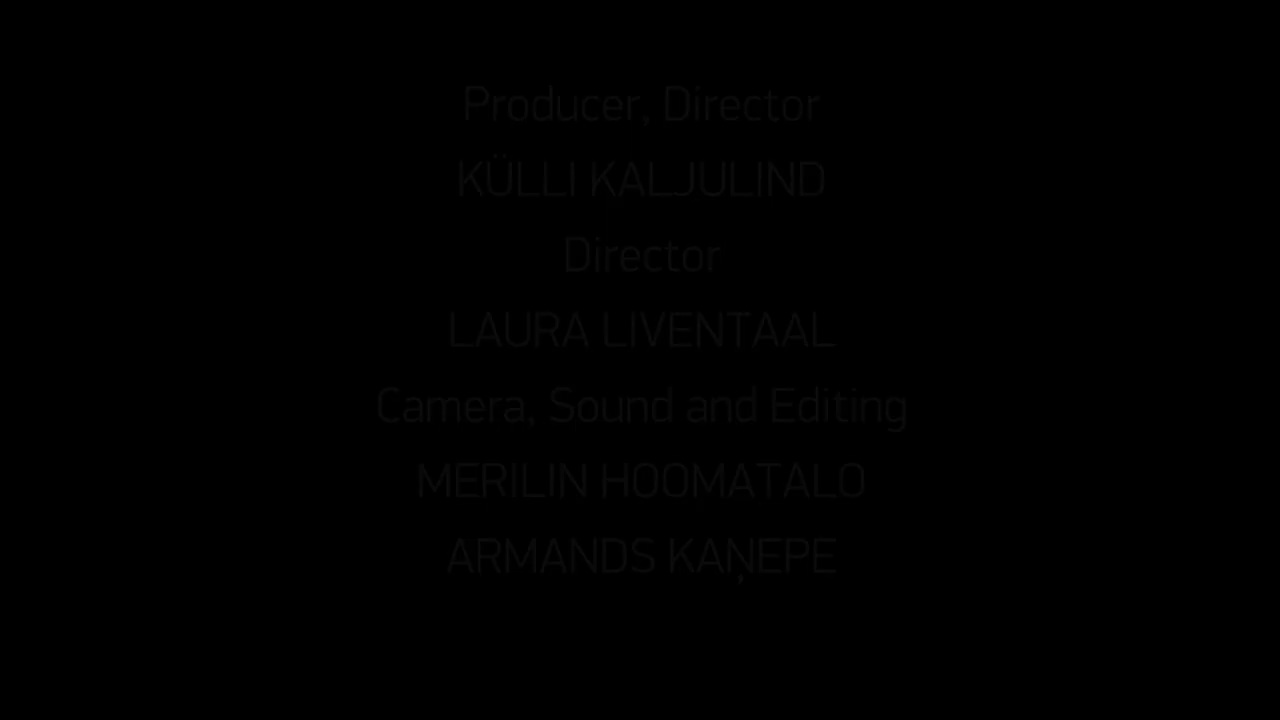 Producer, Director
KÜLLI KALJULIND
Director
LAURA LIVENTAAL
Camera, Sound and Editing
MERILIN HOOMATALO
ARMANDS KAŅEPE